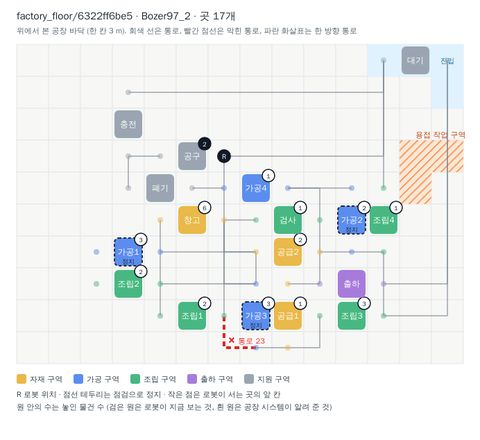 factory_floor/6322ff6be5 · Bozer97_2 · 곳 17개
위에서 본 공장 바닥 (한 칸 3 m). 회색 선은 통로, 빨간 점선은 막힌 통로, 파란 화살표는 한 방향 통로
대기
진입
용접 작업 구역
충전
공구
2
R
폐기
가공4
1
창고
6
검사
1
가공2
2
정지
조립4
1
가공1
3
정지
공급2
2
조립2
2
출하
조립1
2
가공3
3
정지
공급1
2
조립3
3
✕ 통로 23
자재 구역
가공 구역
조립 구역
출하 구역
지원 구역
R 로봇 위치 · 점선 테두리는 점검으로 정지 · 작은 점은 로봇이 서는 곳의 앞 칸
원 안의 수는 놓인 물건 수 (검은 원은 로봇이 지금 보는 것, 흰 원은 공장 시스템이 알려 준 것)